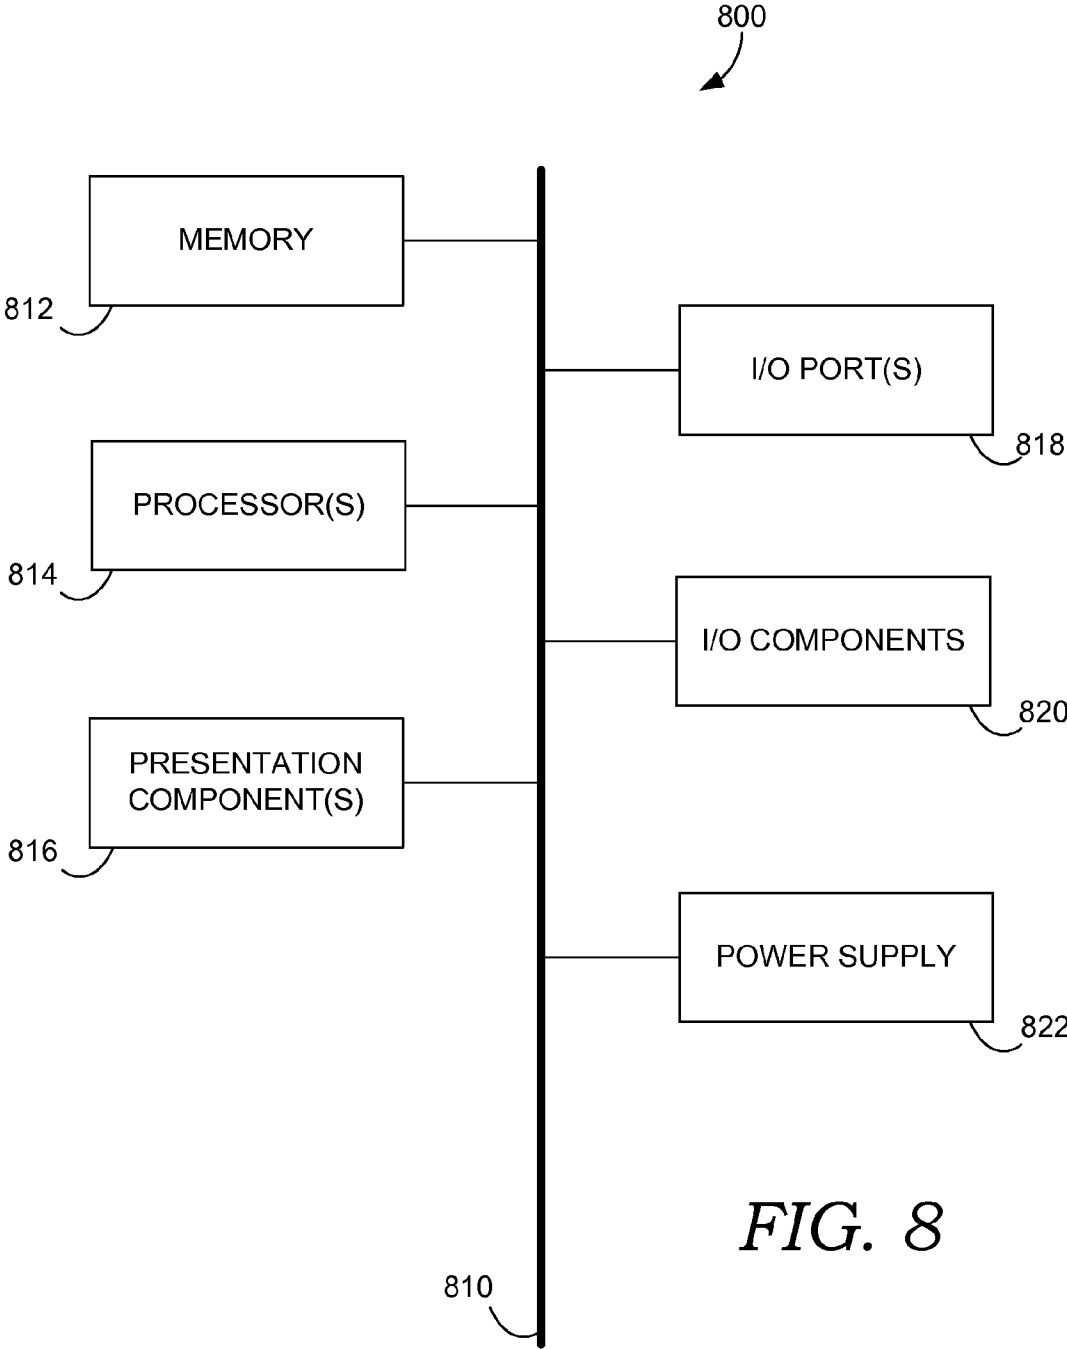 800
MEMORY
812
I/O PORT(S)
818
PROCESSOR(S)
814
I/O COMPONENTS
820
PRESENTATION
COMPONENT(S)
816
POWER SUPPLY
822
FIG. 8
810